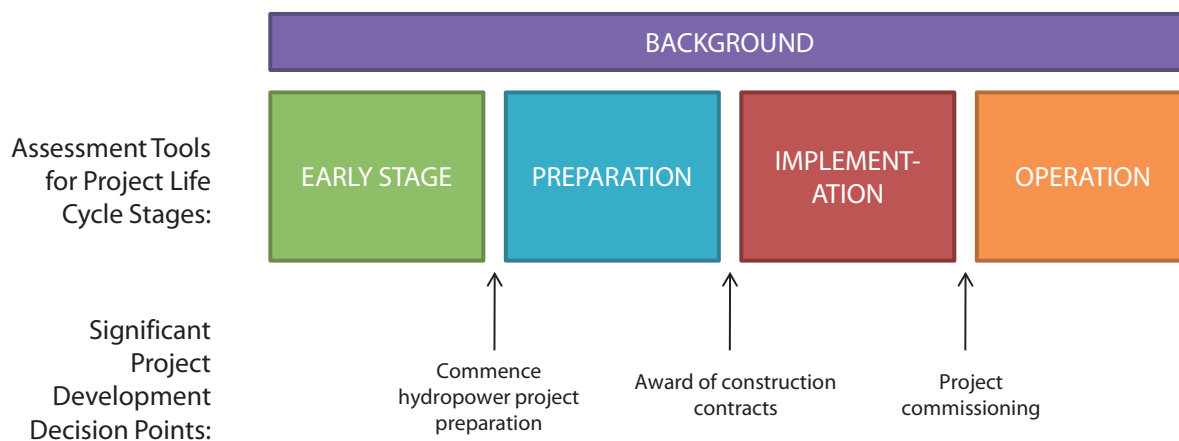 BACKGROUND
Assessment Tools
for Project Life
Cycle Stages:
EARLY STAGE
PREPARATION
IMPLEMENT-
ATION
OPERATION
Significant
Project
Development
Decision Points:
Commence
hydropower project
preparation
Award of construction
contracts
Project
commissioning